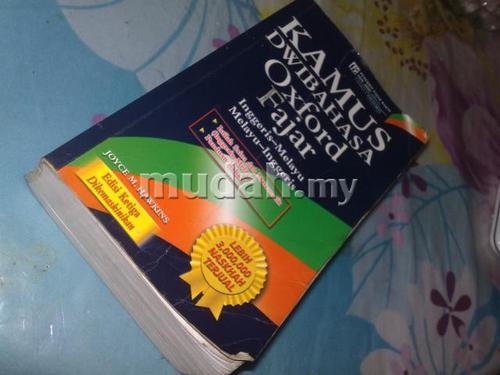 KAMUS
DWIBAHASA
Oxford
Fajar
Inggeris–Melayu
Melayu–Inggeris
JOYCE M. HAWKINS
Edisi Ketiga
Dikemaskinikan
LEBIH
3,000,000
NASKHAH
TERJUAL
mudah.my